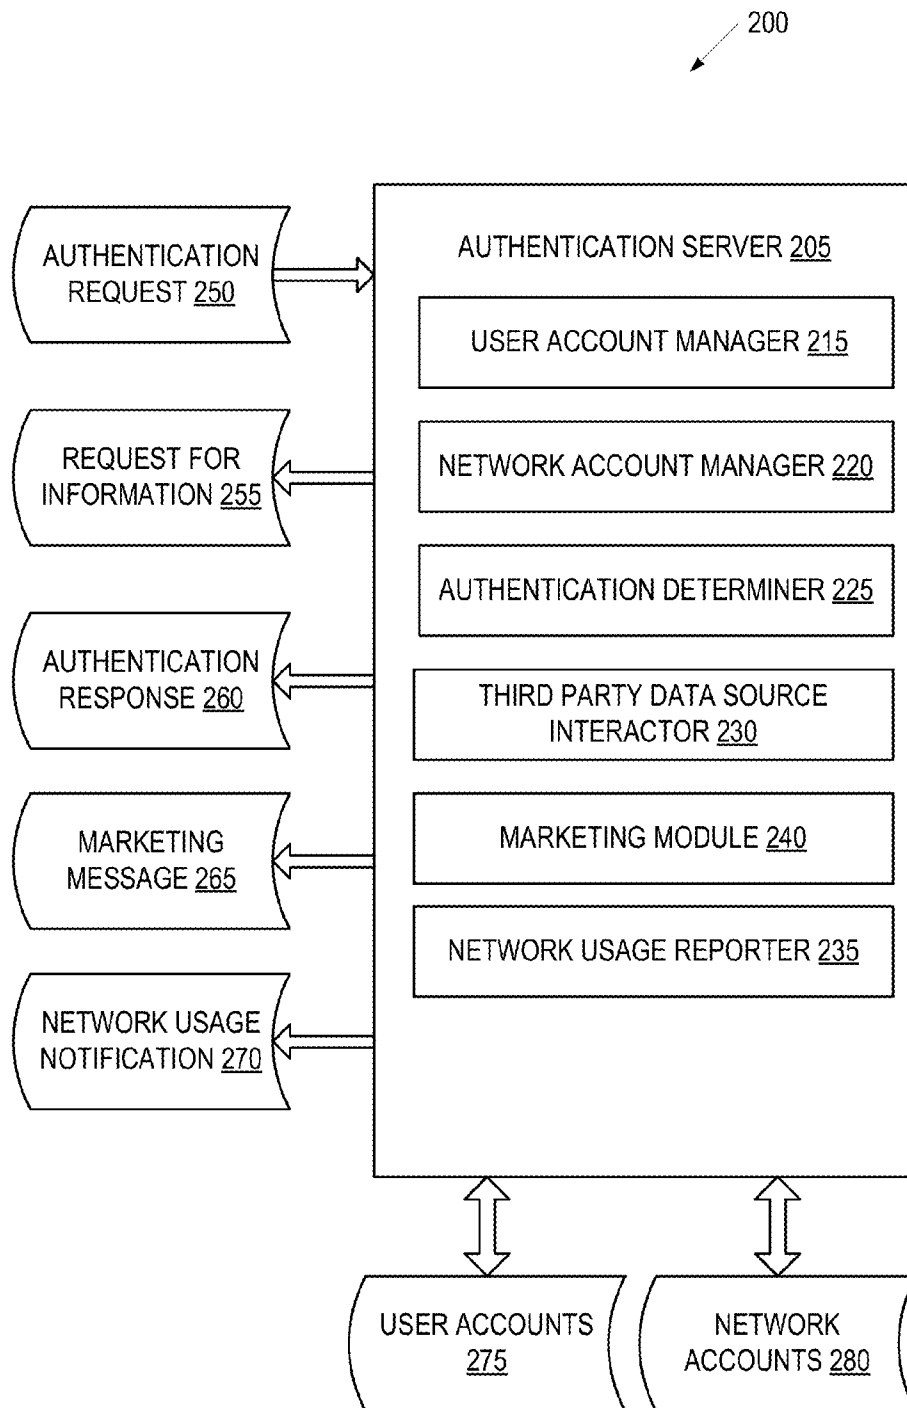 200
AUTHENTICATION
REQUEST 250
REQUEST FOR
INFORMATION 255
AUTHENTICATION
RESPONSE 260
MARKETING
MESSAGE 265
NETWORK USAGE
NOTIFICATION 270
AUTHENTICATION SERVER 205
USER ACCOUNT MANAGER 215
NETWORK ACCOUNT MANAGER 220
AUTHENTICATION DETERMINER 225
THIRD PARTY DATA SOURCE
INTERACTOR 230
MARKETING MODULE 240
NETWORK USAGE REPORTER 235
USER ACCOUNTS
275
NETWORK
ACCOUNTS 280